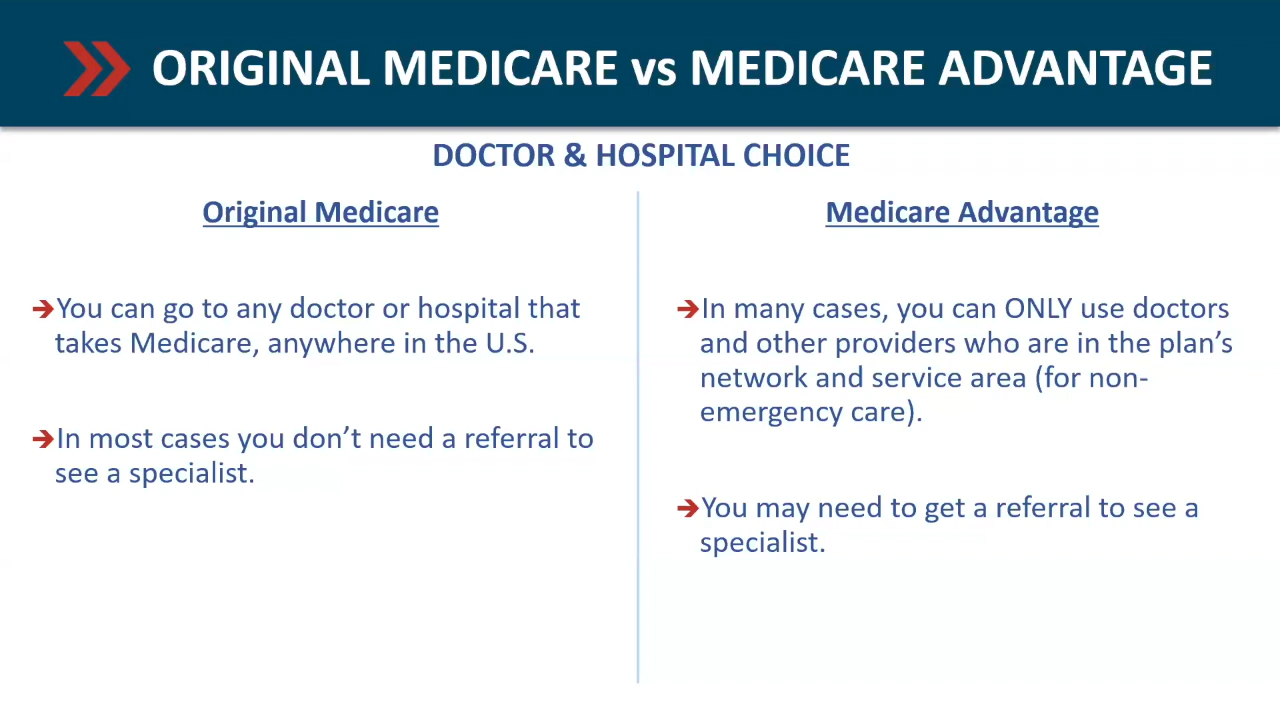 ORIGINAL MEDICARE vs MEDICARE ADVANTAGE
DOCTOR & HOSPITAL CHOICE
Original Medicare
You can go to any doctor or hospital that
takes Medicare, anywhere in the U.S.
In most cases you don’t need a referral to
see a specialist.
Medicare Advantage
In many cases, you can ONLY use doctors
and other providers who are in the plan’s
network and service area (for non-
emergency care).
You may need to get a referral to see a
specialist.